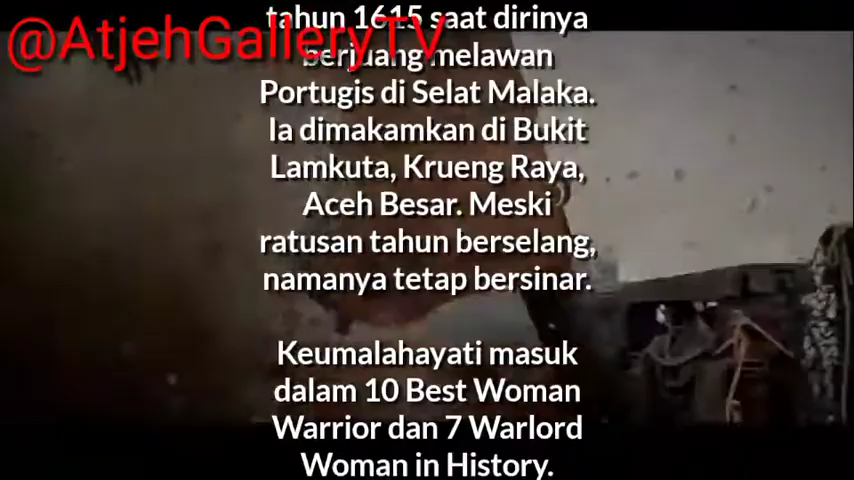 @AtjehGalleryTV
tahun 1615 saat dirinya
berjuang melawan
Portugis di Selat Malaka.
Ia dimakamkan di Bukit
Lamkuta, Krueng Raya,
Aceh Besar. Meski
ratusan tahun berselang,
namanya tetap bersinar.
Keumalahayati masuk
dalam 10 Best Woman
Warrior dan 7 Warlord
Woman in History.